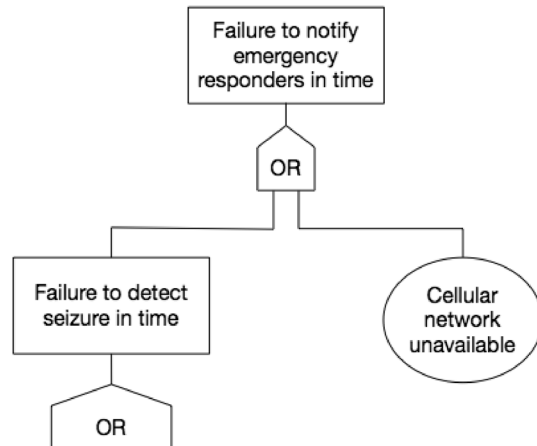 Failure to notify
emergency
responders in time
OR
Failure to detect
seizure in time
Cellular
network
unavailable
OR